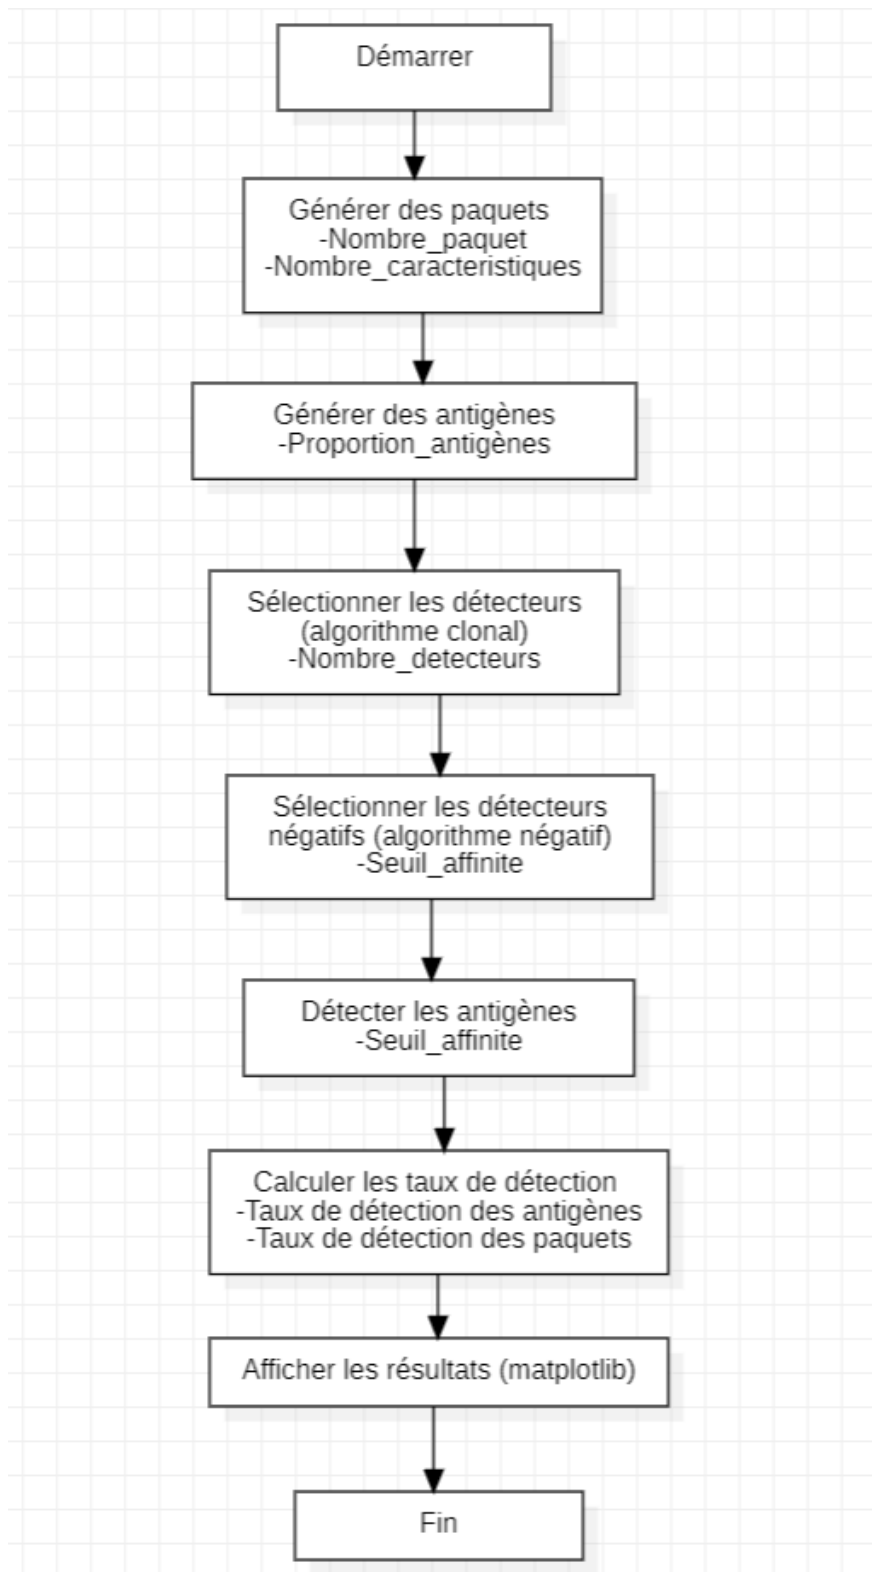 Démarrer
Générer des paquets
-Nombre_paquet
-Nombre_caracteristiques
Générer des antigènes
-Proportion_antigènes
Sélectionner les détecteurs
(algorithme clonal)
-Nombre_detecteurs
Sélectionner les détecteurs
négatifs (algorithme négatif)
-Seuil_affinite
Détecter les antigènes
-Seuil_affinite
Calculer les taux de détection
-Taux de détection des antigènes
-Taux de détection des paquets
Afficher les résultats (matplotlib)
Fin